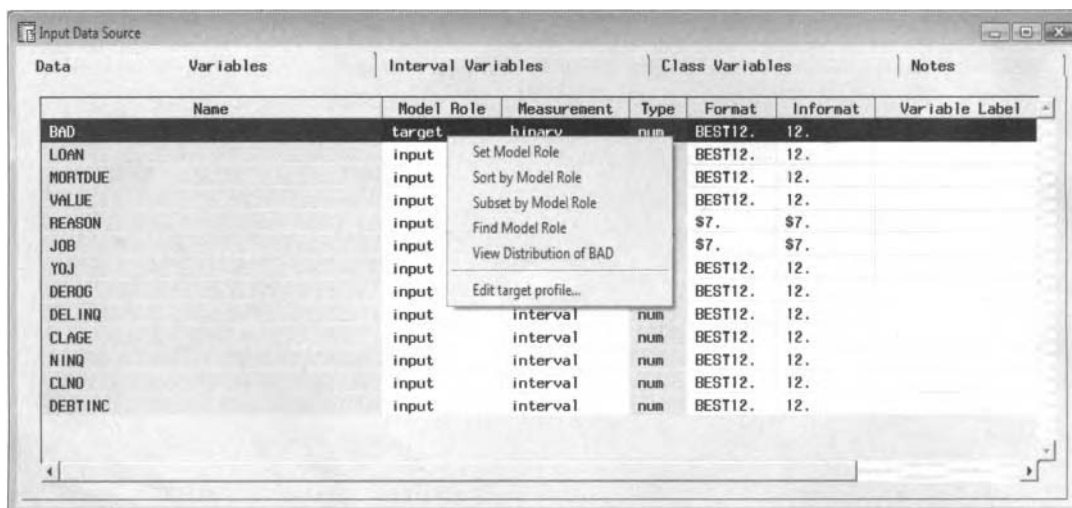 Input Data Source
Data Variables Interval Variables Class Variables Notes
Name Model Role Measurement Type Format Informat Variable Label
BAD target binary num BEST12. 12.
LOAN input BEST12. 12.
MORTDUE input BEST12. 12.
VALUE input BEST12. 12.
REASON input $7. $7.
JOB input $7. $7.
YOJ input BEST12. 12.
DEROG input BEST12. 12.
Set Model Role
Sort by Model Role
Subset by Model Role
Find Model Role
View Distribution of BAD
Edit target profile...
DELINQ input interval num BEST12. 12.
CLAGE input interval num BEST12. 12.
NINQ input interval num BEST12. 12.
CLNO input interval num BEST12. 12.
DEBTINC input interval num BEST12. 12.